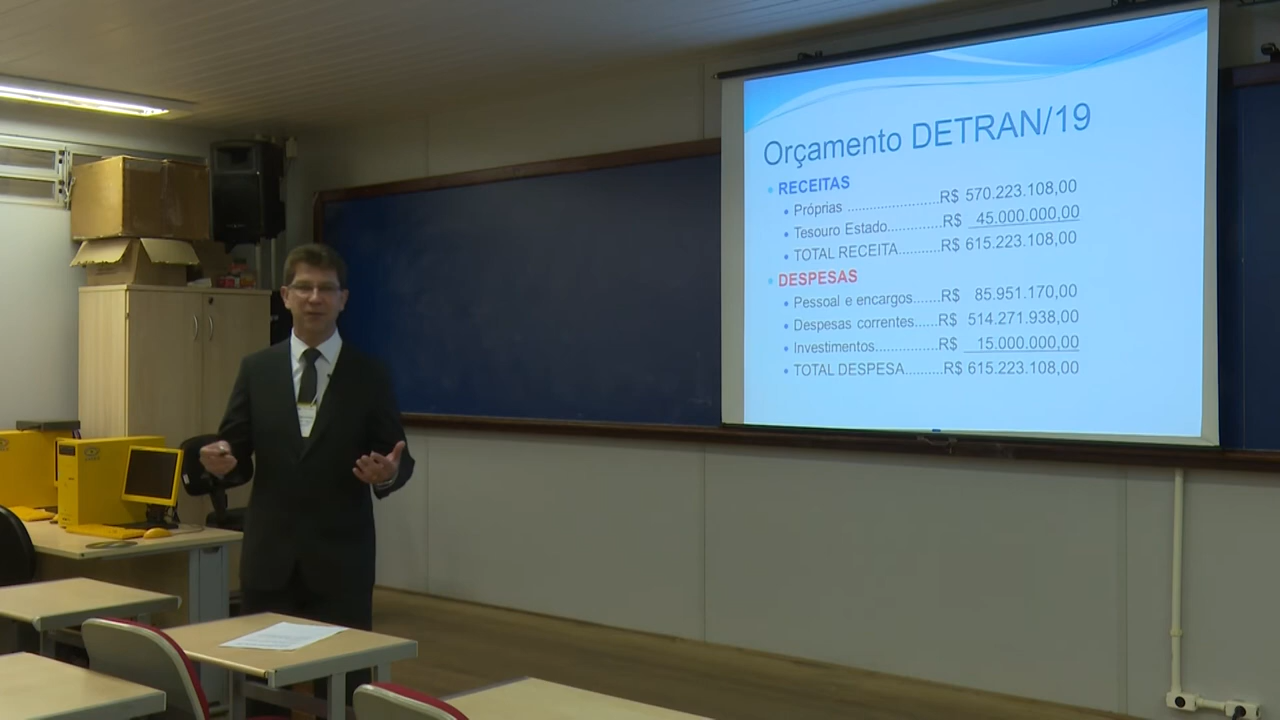 Orçamento DETRAN/19
• RECEITAS
• Próprias ......................R$ 570.223.108,00
• Tesouro Estado.............R$ 45.000.000,00
• TOTAL RECEITA..........R$ 615.223.108,00
• DESPESAS
• Pessoal e encargos.......R$ 85.951.170,00
• Despesas correntes......R$ 514.271.938,00
• Investimentos...............R$ 15.000.000,00
• TOTAL DESPESA.........R$ 615.223.108,00